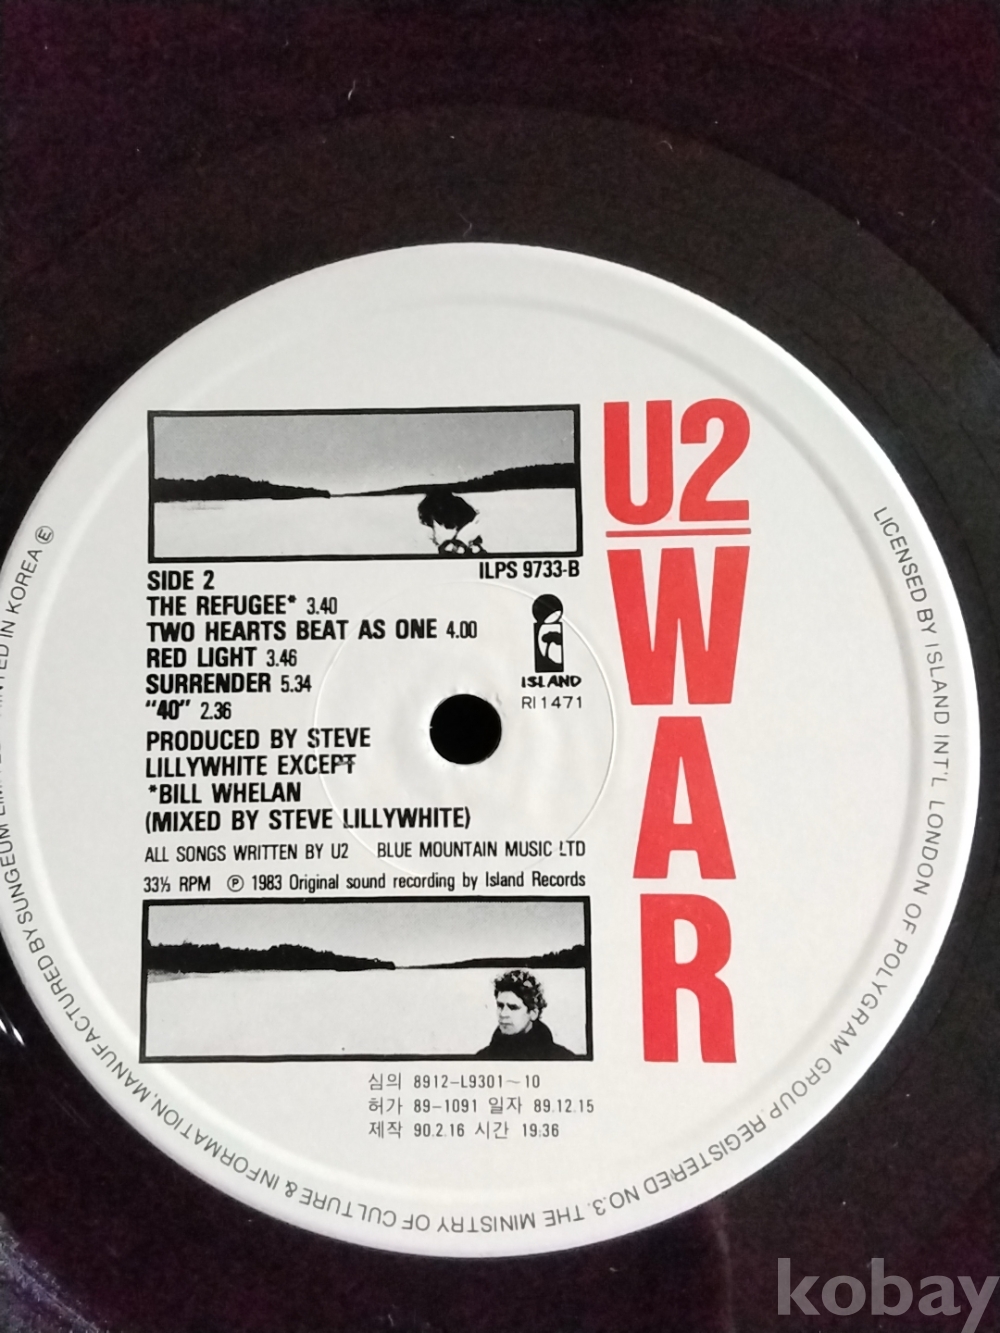 U2
WAR
SIDE 2
ILPS 9733-B
THE REFUGEE* 3.40
TWO HEARTS BEAT AS ONE 4.00
RED LIGHT 3.46
SURRENDER 5.34
"40" 2.36
ISLAND
RI 1471
PRODUCED BY STEVE
LILLYWHITE EXCEPT
*BILL WHELAN
(MIXED BY STEVE LILLYWHITE)
ALL SONGS WRITTEN BY U2 BLUE MOUNTAIN MUSIC LTD
33⅓ RPM Ⓟ 1983 Original sound recording by Island Records
심의 8912-L9301~10
허가 89-1091 일자 89.12.15
제작 90.2.16 시간 19:36
LICENSED BY ISLAND INT'L LONDON OF POLYGRAM GROUP. REGISTERED NO.3. THE MINISTRY OF CULTURE & INFORMATION, MANUFACTURED BY SUNGEUM IN KOREA Ⓔ
kobay